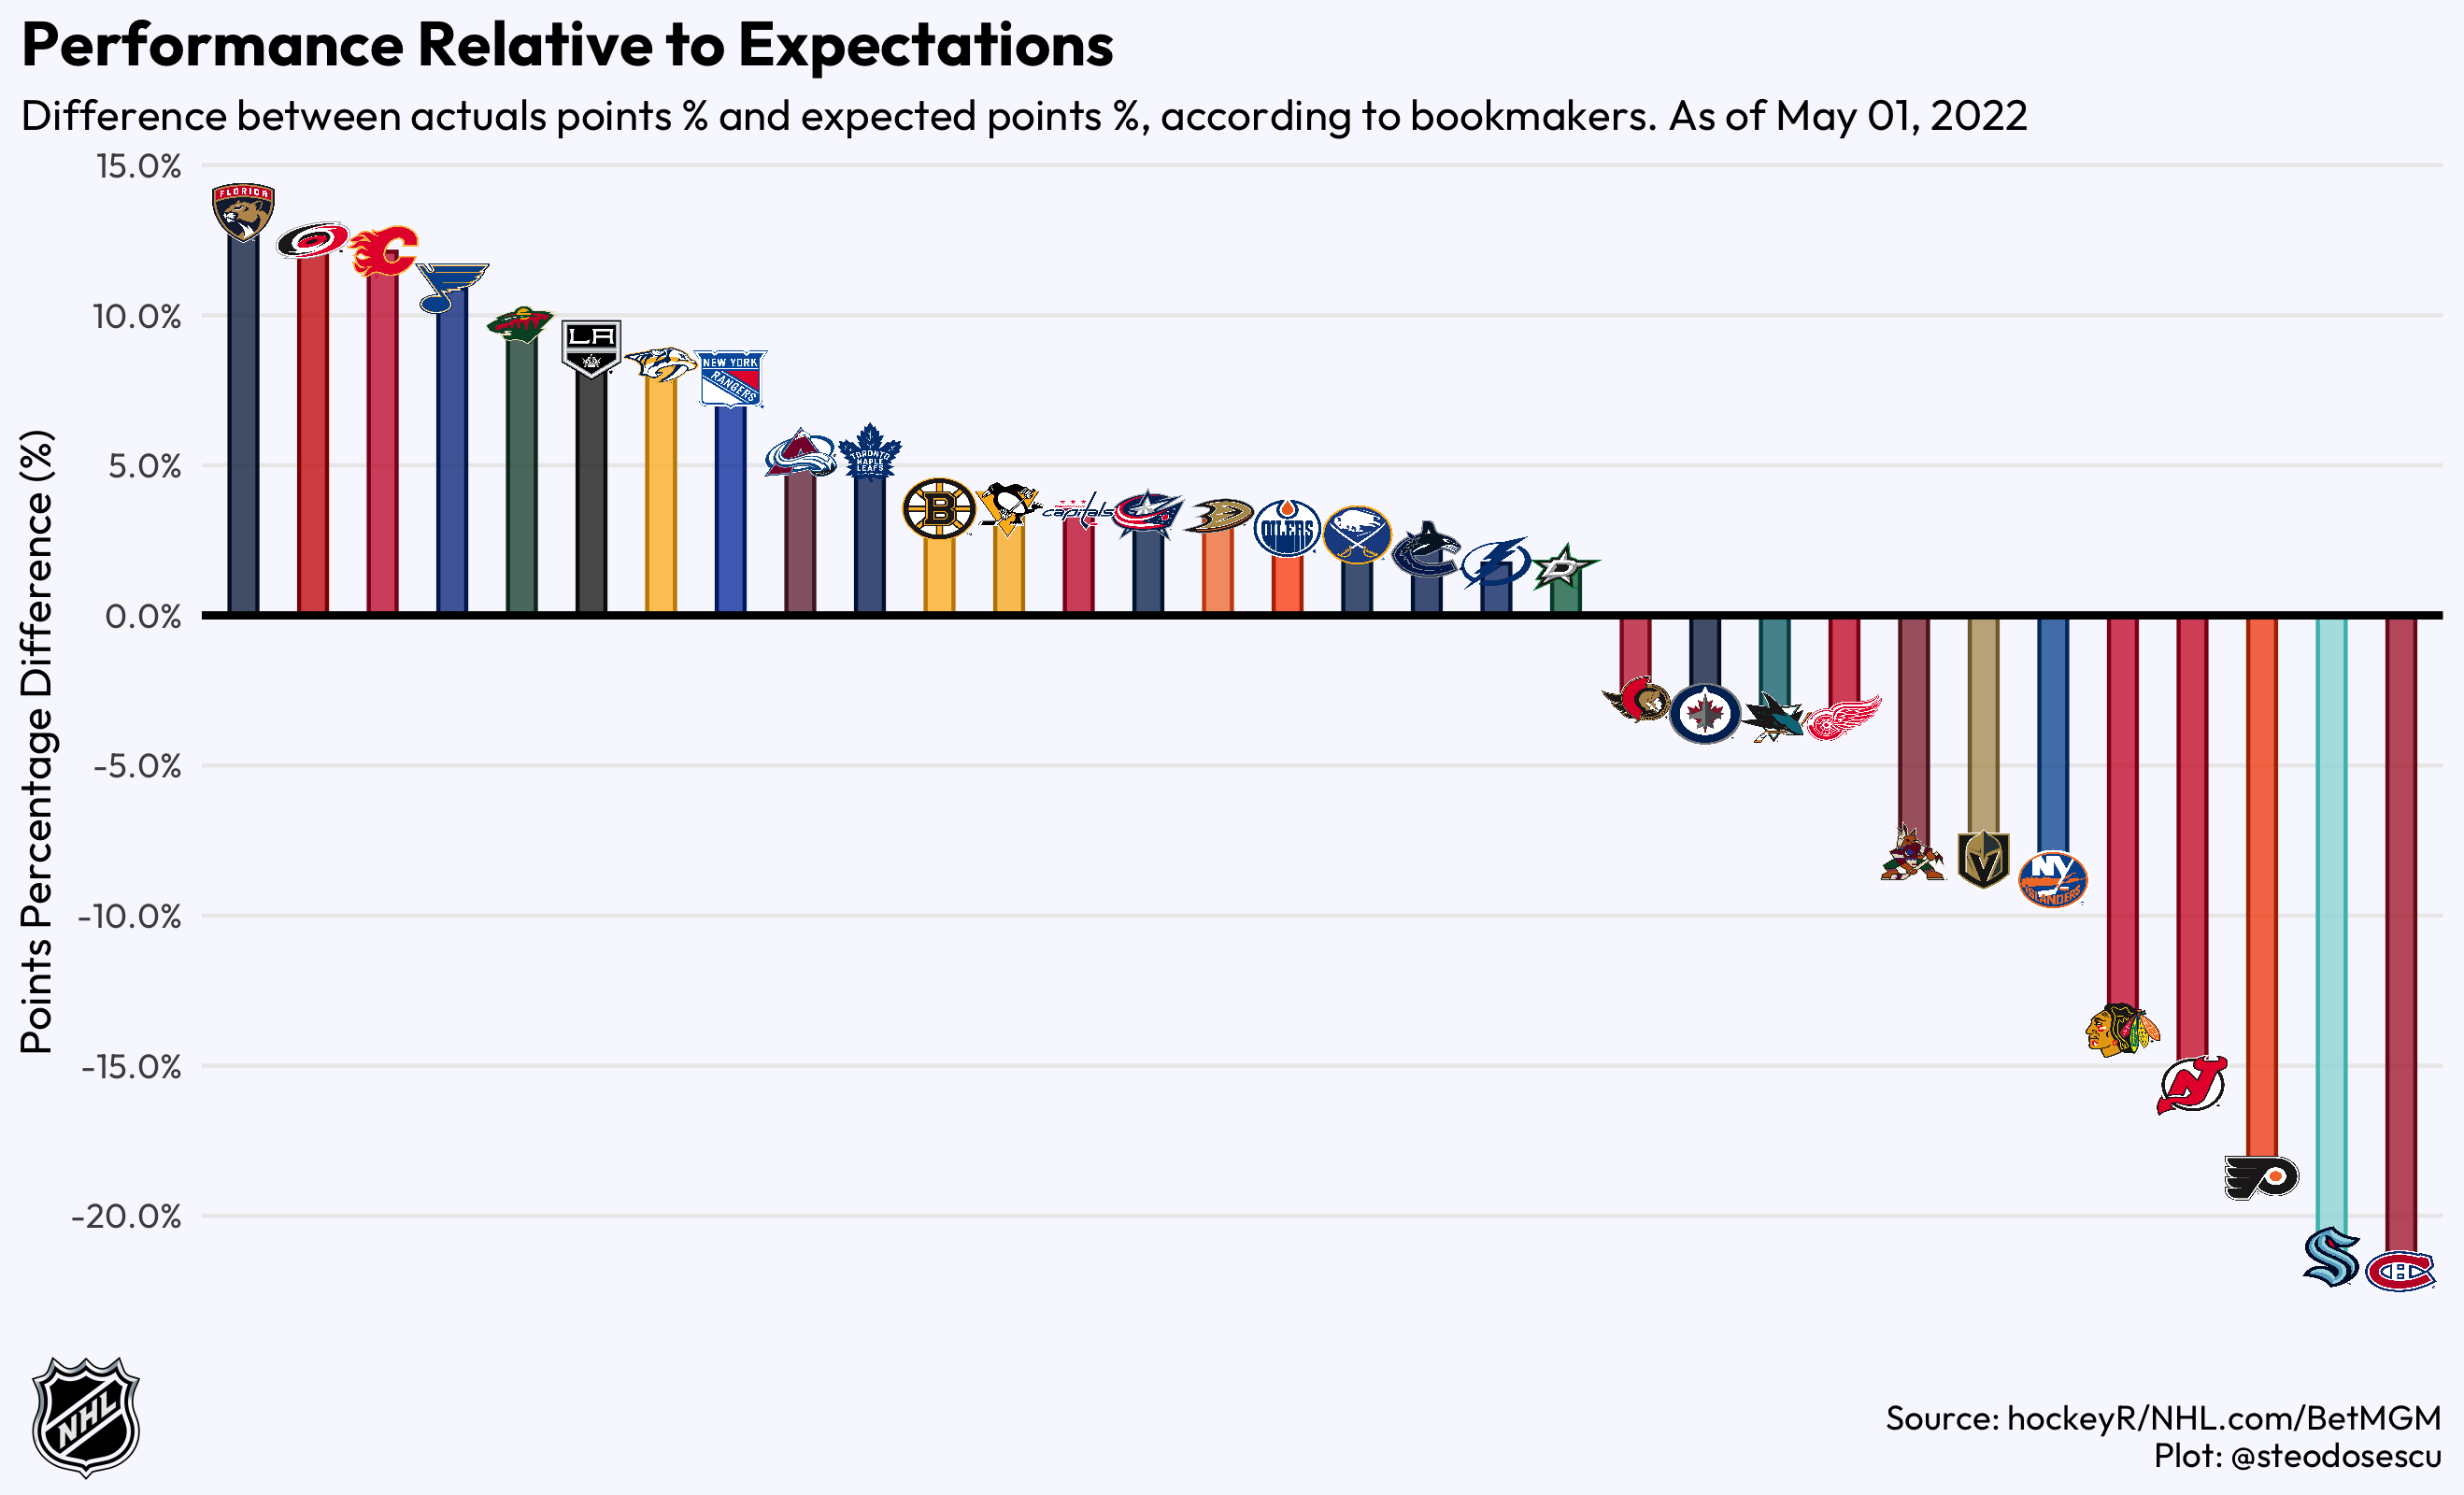 Performance Relative to Expectations
Difference between actuals points % and expected points %, according to bookmakers. As of May 01, 2022
Points Percentage Difference (%)
15.0%
10.0%
5.0%
0.0%
-5.0%
-10.0%
-15.0%
-20.0%
FLORIDA
LA
NEW YORK
RANGERS
TORONTO
MAPLE
LEAFS
B
capitals
OILERS
NY
ISLANDERS
NHL
Source: hockeyR/NHL.com/BetMGM
Plot: @steodosescu